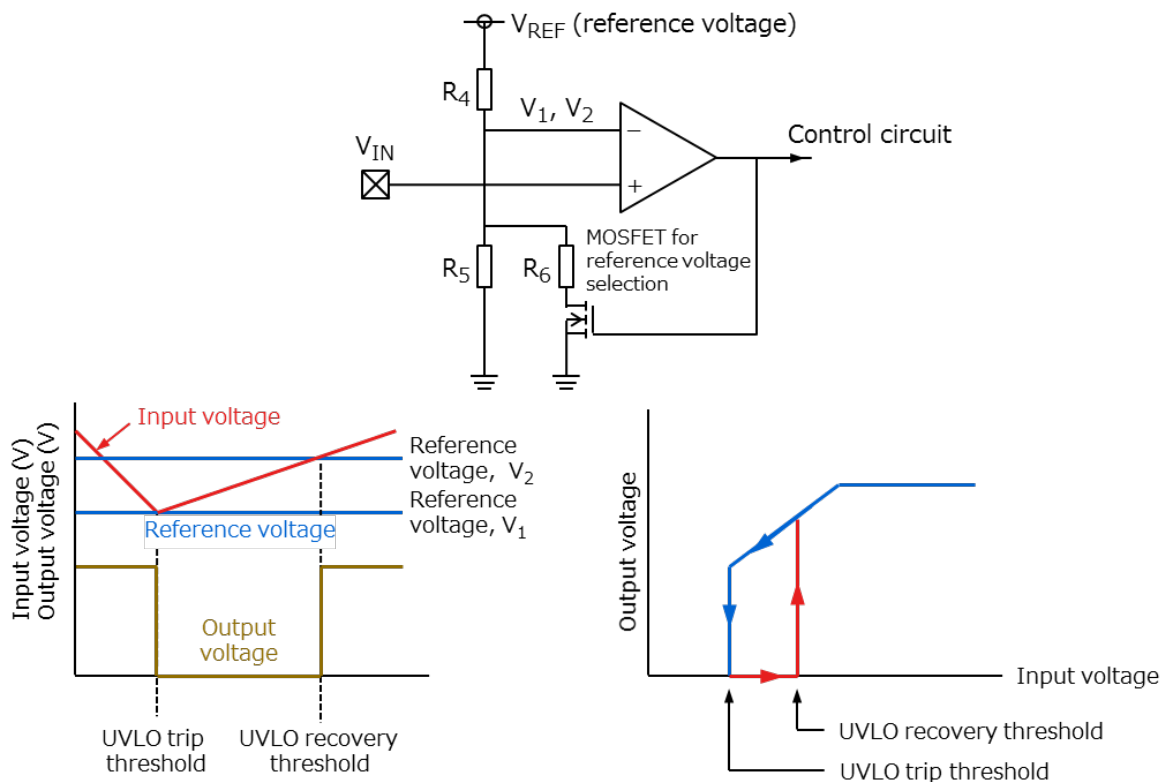 V_REF (reference voltage)
R4
V1, V2
−
Control circuit
VIN
+
MOSFET for
reference voltage
selection
R5
R6
Input voltage (V)
Output voltage (V)
Input voltage
Reference
voltage, V2
Reference
voltage, V1
Reference voltage
Output
voltage
UVLO trip
threshold
UVLO recovery
threshold
Output voltage
Input voltage
UVLO recovery threshold
UVLO trip threshold